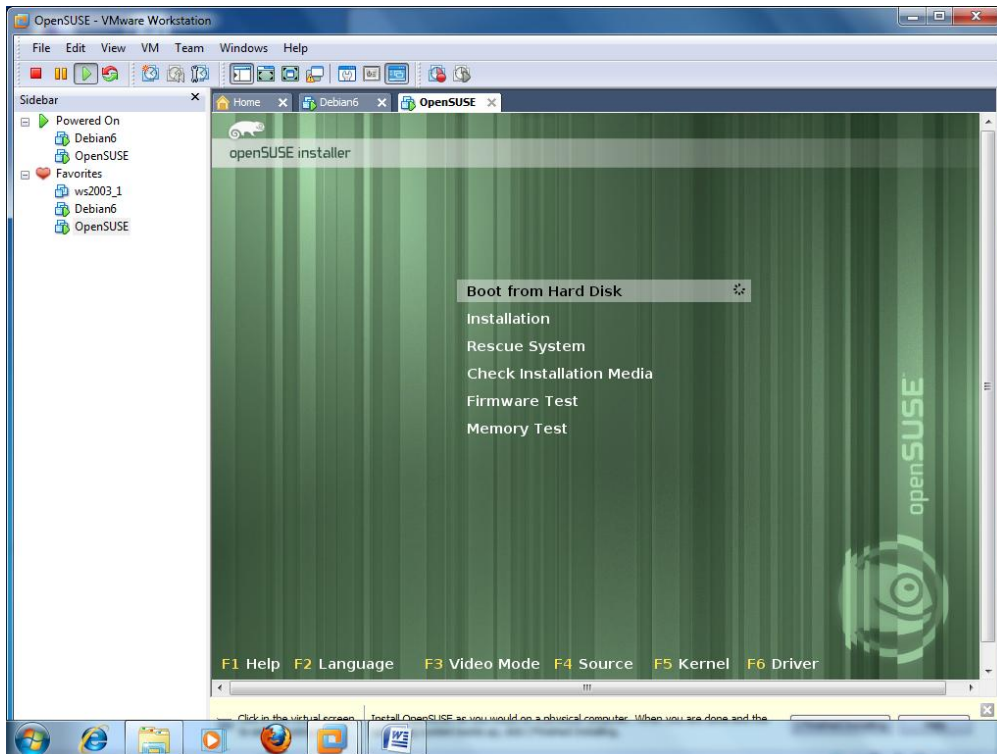 OpenSUSE - VMware Workstation
File Edit View VM Team Windows Help
Sidebar
Powered On
Debian6
OpenSUSE
Favorites
ws2003_1
Debian6
OpenSUSE
Home Debian6 OpenSUSE
openSUSE installer
Boot from Hard Disk
Installation
Rescue System
Check Installation Media
Firmware Test
Memory Test
openSUSE
F1 Help F2 Language F3 Video Mode F4 Source F5 Kernel F6 Driver
Click in the virtual screen
Install OpenSUSE as you would on a physical computer. When you are done and the